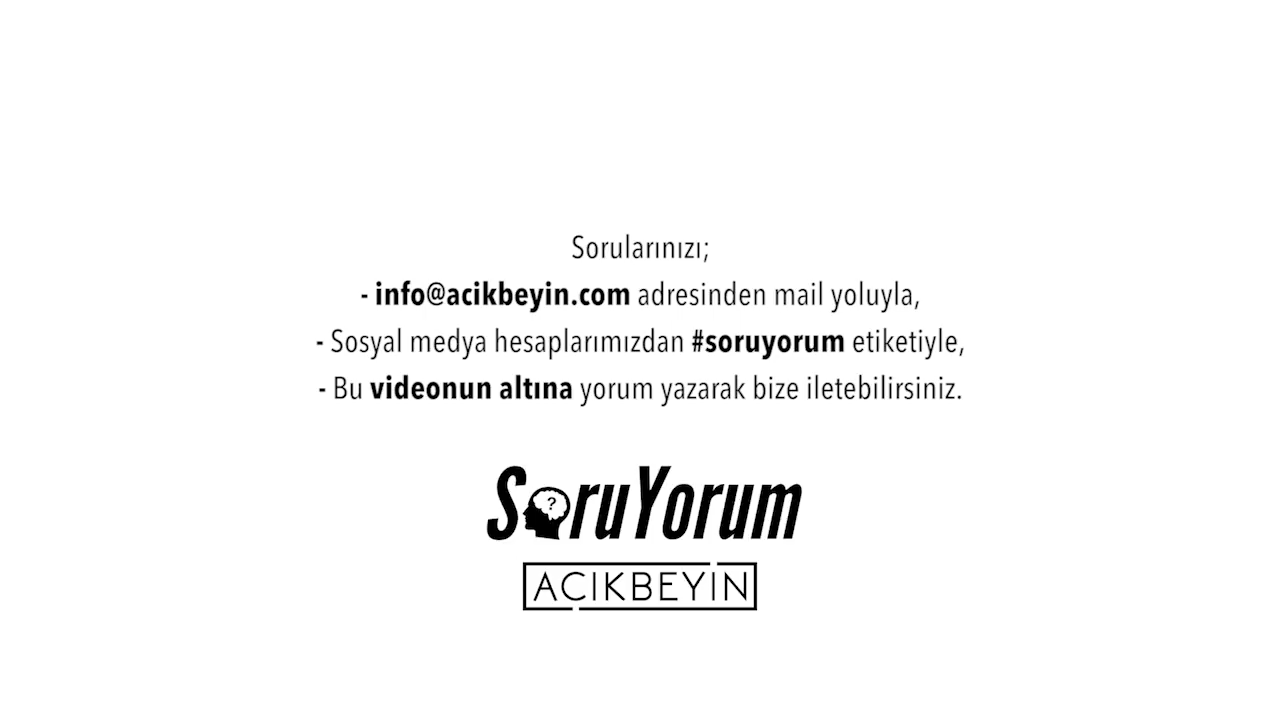 Sorularınızı;
- info@acikbeyin.com adresinden mail yoluyla,
- Sosyal medya hesaplarımızdan #soruyorum etiketiyle,
- Bu videonun altına yorum yazarak bize iletebilirsiniz.
SoruYorum
AÇIKBEYİN